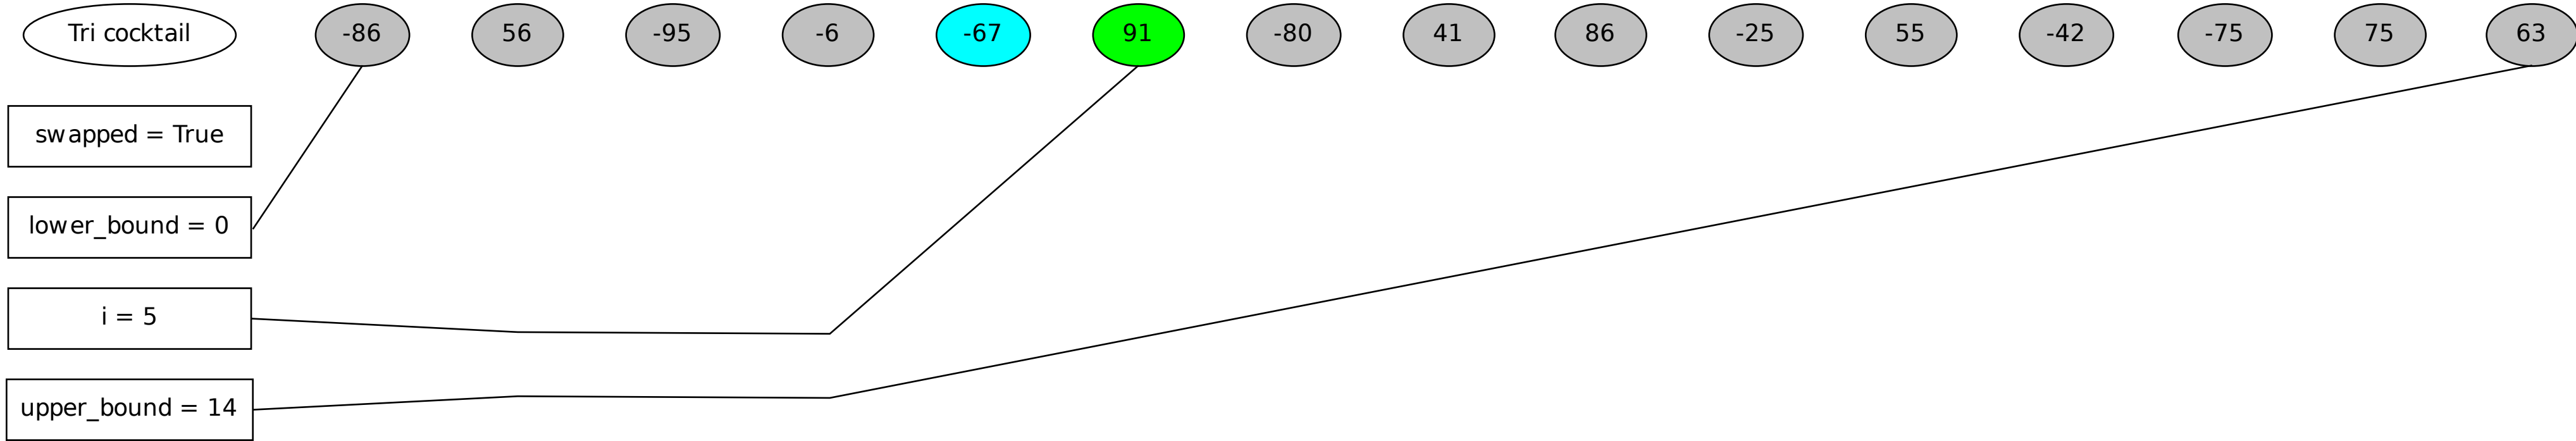 Tri cocktail -86 56 -95 -6 -67 91 -80 41 86 -25 55 -42 -75 75 63
swapped = True
lower_bound = 0
i = 5
upper_bound = 14